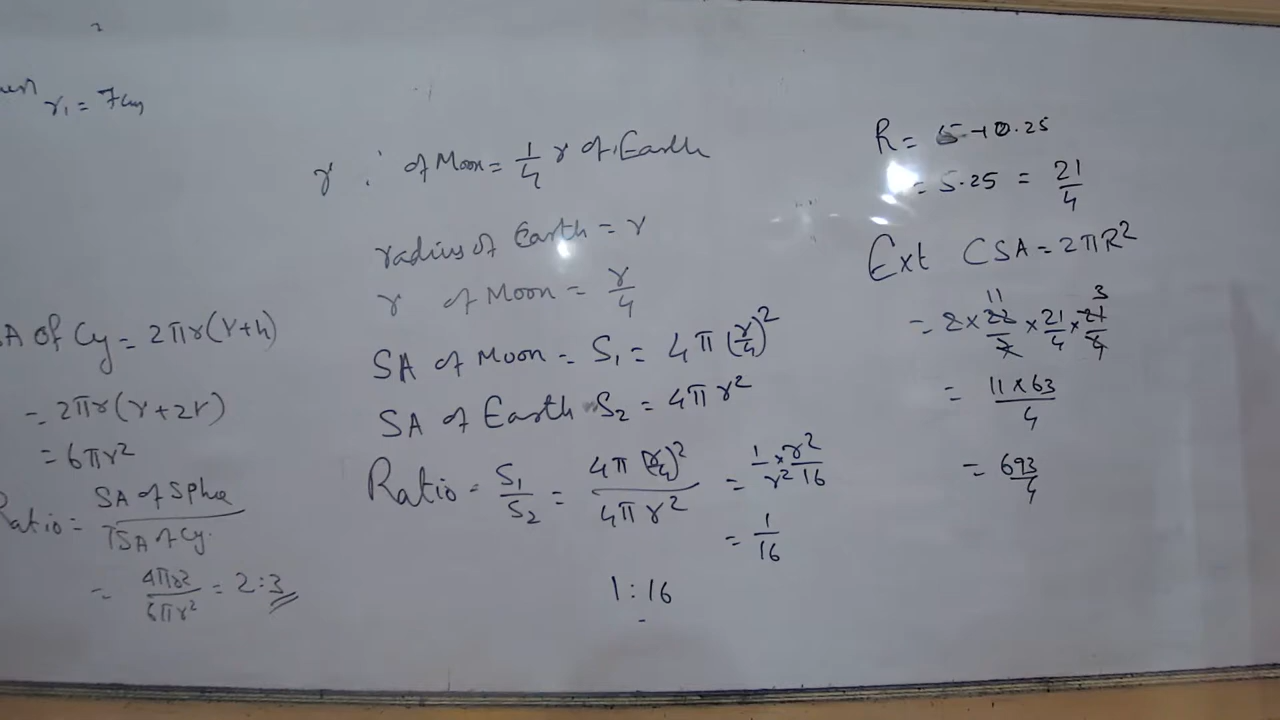 r₁ = 7cm
SA of Cy = 2πr(r+h)
= 2πr(r+2r)
= 6πr²
Ratio = SA of Sphe / TSA of Cy.
= 4πr²/6πr² = 2:3
r ∴ of Moon = 1/4 r of Earth
radius of Earth = r
r of Moon = r/4
SA of Moon = S₁ = 4π(r/4)²
SA of Earth S₂ = 4πr²
Ratio = S₁/S₂ = 4π(r/4)²/4πr² = 1/r² × r²/16
= 1/16
1:16
R = 5+0.25
= 5.25 = 21/4
Ext CSA = 2πR²
11 3
= 2 × 22/7 × 21/4 × 21/4
= 11×63/4
= 693/4